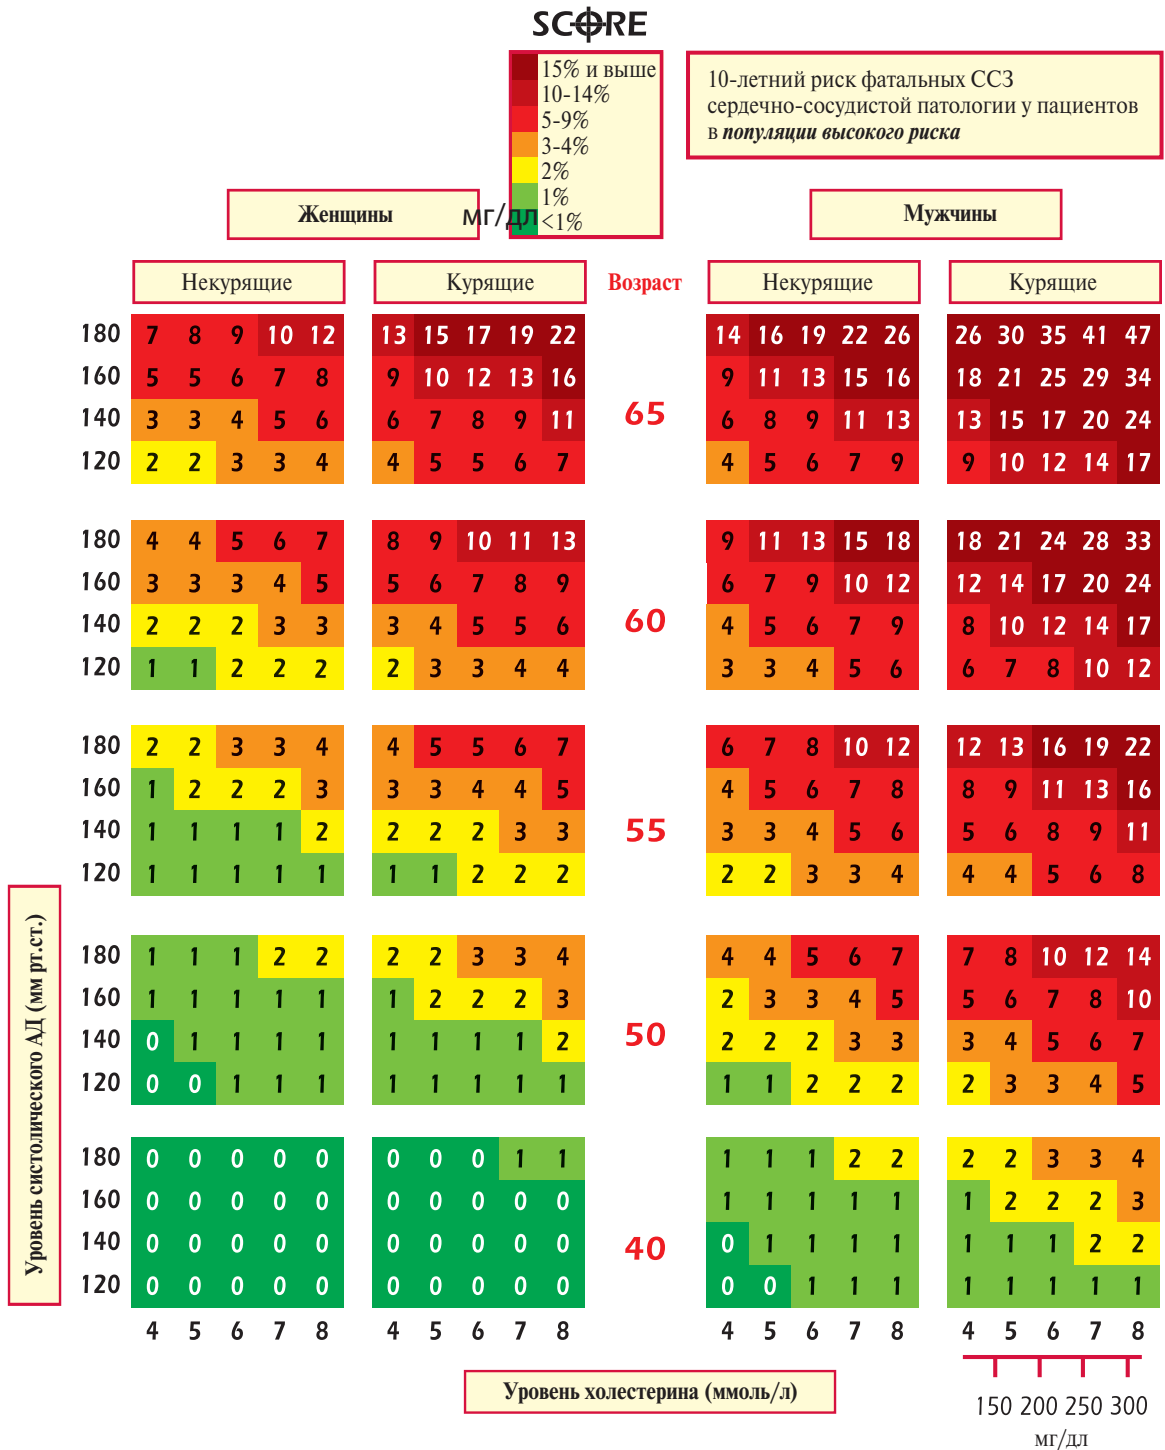 SCORE
15% и выше
10-14%
5-9%
3-4%
2%
1%
<1%
10-летний риск фатальных ССЗ
сердечно-сосудистой патологии у пациентов
в популяции высокого риска
Женщины
мг/дл
Мужчины
Некурящие Курящие Возраст Некурящие Курящие
180 7 8 9 10 12 13 15 17 19 22 14 16 19 22 26 26 30 35 41 47
160 5 5 6 7 8 9 10 12 13 16 9 11 13 15 16 18 21 25 29 34
65
140 3 3 4 5 6 6 7 8 9 11 6 8 9 11 13 13 15 17 20 24
120 2 2 3 3 4 4 5 5 6 7 4 5 6 7 9 9 10 12 14 17
180 4 4 5 6 7 8 9 10 11 13 9 11 13 15 18 18 21 24 28 33
160 3 3 3 4 5 5 6 7 8 9 6 7 9 10 12 12 14 17 20 24
60
140 2 2 2 3 3 3 4 5 5 6 4 5 6 7 9 8 10 12 14 17
120 1 1 2 2 2 2 3 3 4 4 3 3 4 5 6 6 7 8 10 12
180 2 2 3 3 4 4 5 5 6 7 6 7 8 10 12 12 13 16 19 22
160 1 2 2 2 3 3 3 4 4 5 4 5 6 7 8 8 9 11 13 16
55
140 1 1 1 1 2 2 2 2 3 3 3 3 4 5 6 5 6 8 9 11
120 1 1 1 1 1 1 1 2 2 2 2 2 3 3 4 4 4 5 6 8
180 1 1 1 2 2 2 2 3 3 4 4 4 5 6 7 7 8 10 12 14
160 1 1 1 1 1 1 2 2 2 3 2 3 3 4 5 5 6 7 8 10
50
140 0 1 1 1 1 1 1 1 1 2 2 2 2 3 3 3 4 5 6 7
120 0 0 1 1 1 1 1 1 1 1 1 1 2 2 2 2 3 3 4 5
180 0 0 0 0 0 0 0 0 1 1 1 1 1 2 2 2 2 3 3 4
160 0 0 0 0 0 0 0 0 0 0 1 1 1 1 1 1 2 2 2 3
40
140 0 0 0 0 0 0 0 0 0 0 0 1 1 1 1 1 1 1 2 2
120 0 0 0 0 0 0 0 0 0 0 0 0 1 1 1 1 1 1 1 1
4 5 6 7 8 4 5 6 7 8 4 5 6 7 8 4 5 6 7 8
Уровень систолического АД (мм рт.ст.)
Уровень холестерина (ммоль/л)
150 200 250 300
мг/дл